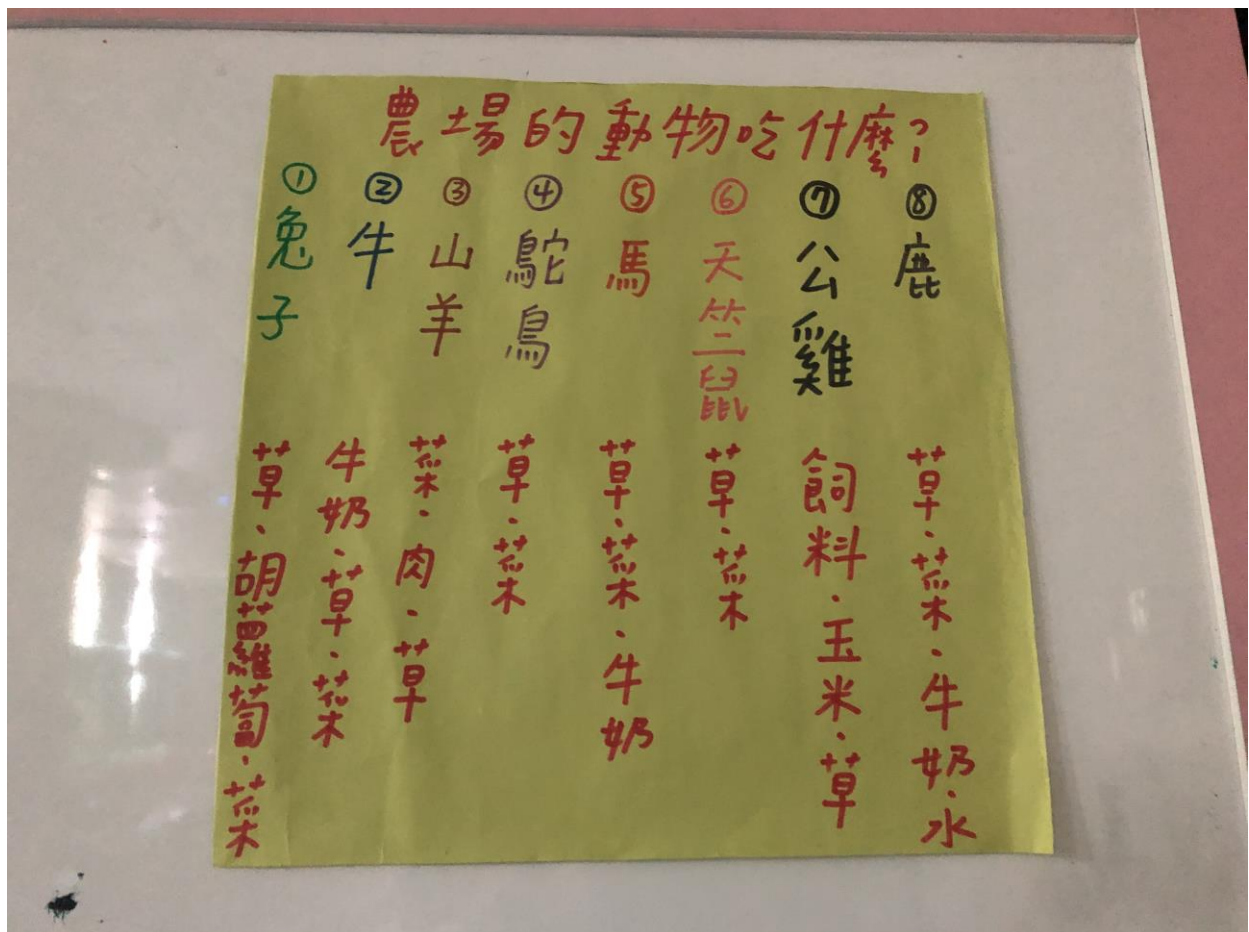 農場的動物吃什麼?
①兔子 草、胡蘿蔔、菜
②牛 牛奶、草、菜
③山羊 菜、肉、草
④鴕鳥 草、菜
⑤馬 草、菜、牛奶
⑥天竺鼠 草、菜
⑦公雞 飼料、玉米、草
⑧鹿 草、菜、牛奶、水